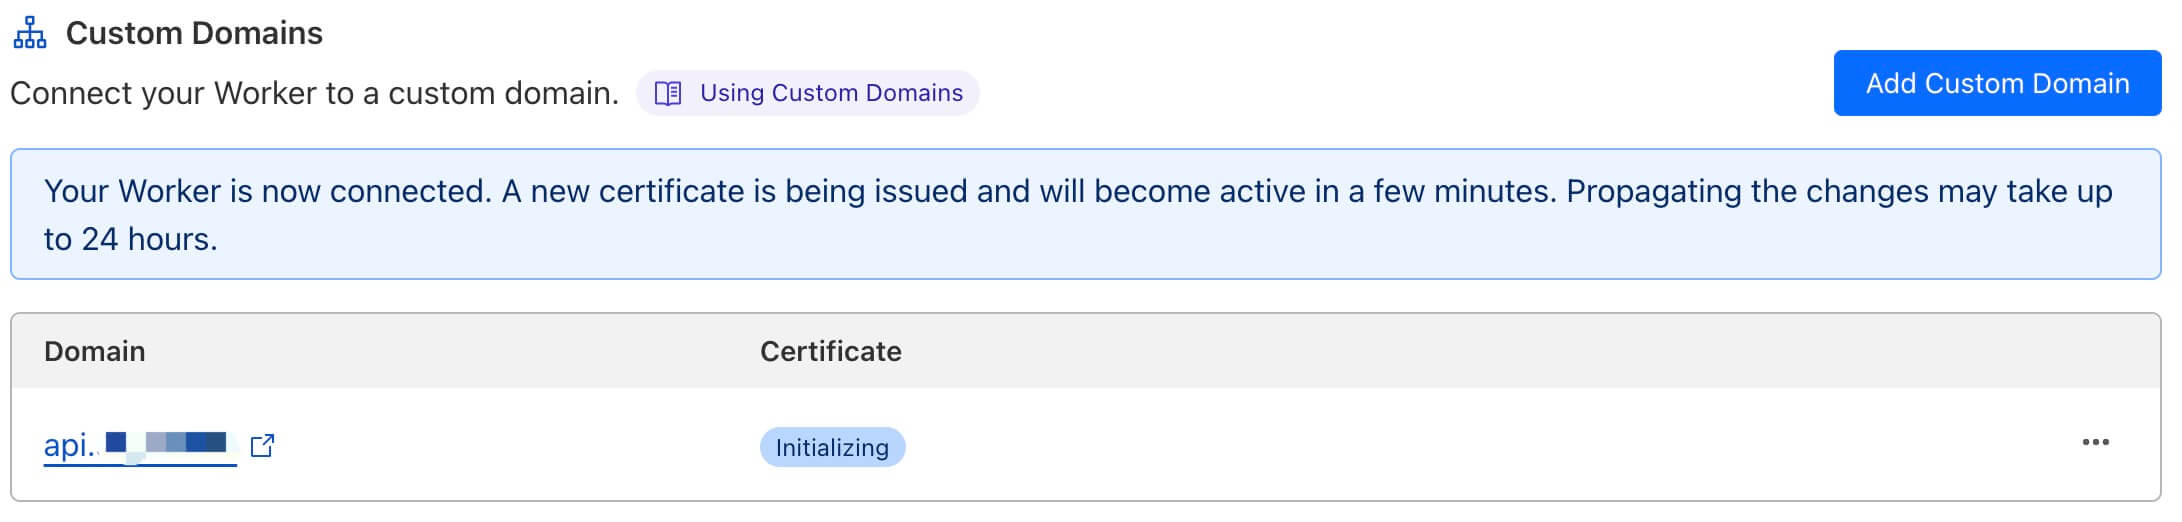 Custom Domains
Connect your Worker to a custom domain.
Using Custom Domains
Add Custom Domain
Your Worker is now connected. A new certificate is being issued and will become active in a few minutes. Propagating the changes may take up
to 24 hours.
Domain
Certificate
api.
Initializing